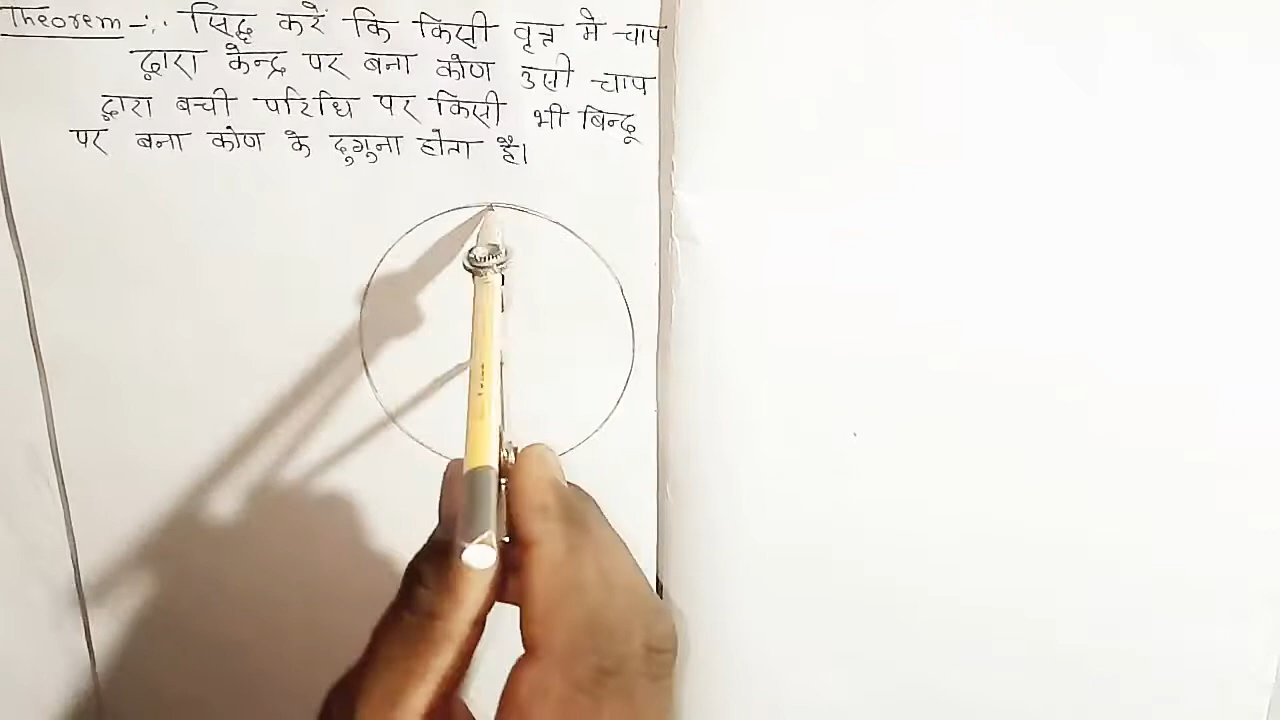 Theorem -:. सिद्ध करें कि किसी वृत्त मे चाप
द्वारा केन्द्र पर बना कोण उसी चाप
द्वारा बची परिधि पर किसी भी बिन्दू
पर बना कोण के दुगुना होता है।